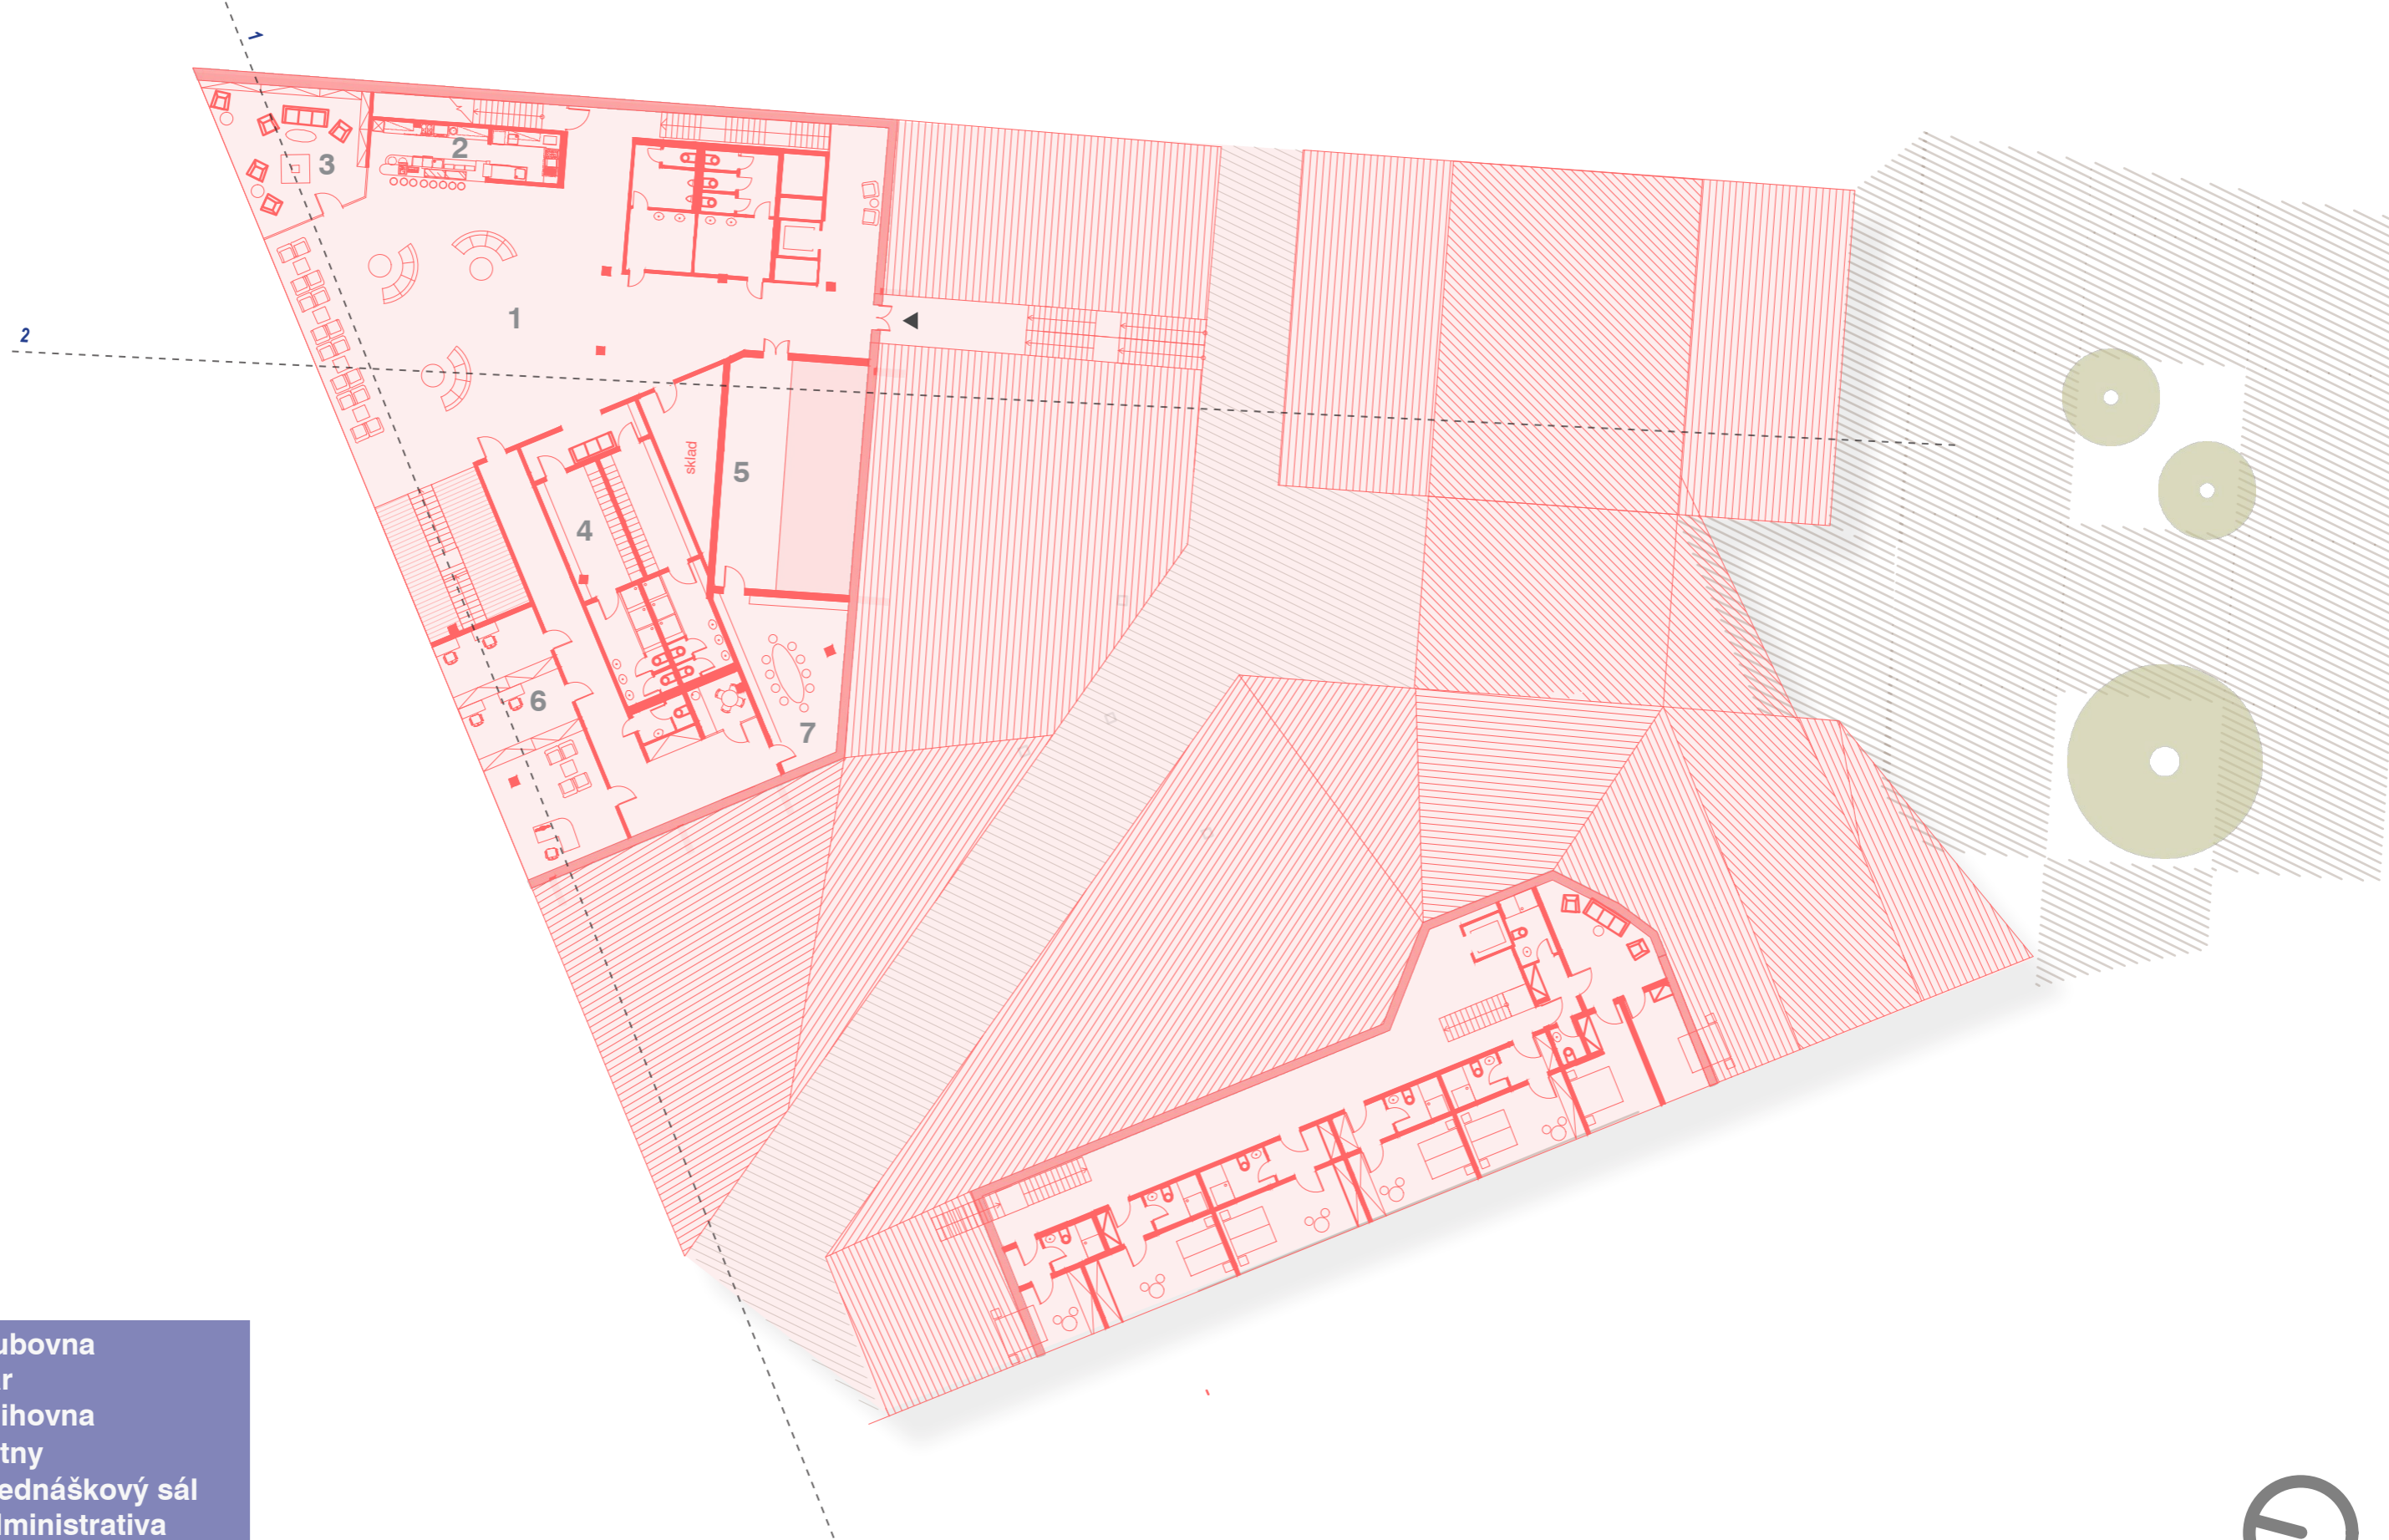 1
2
3
2
1
sklad
5
4
6
7
ubovna
r
ihovna
tny
ednáškový sál
lministrativa